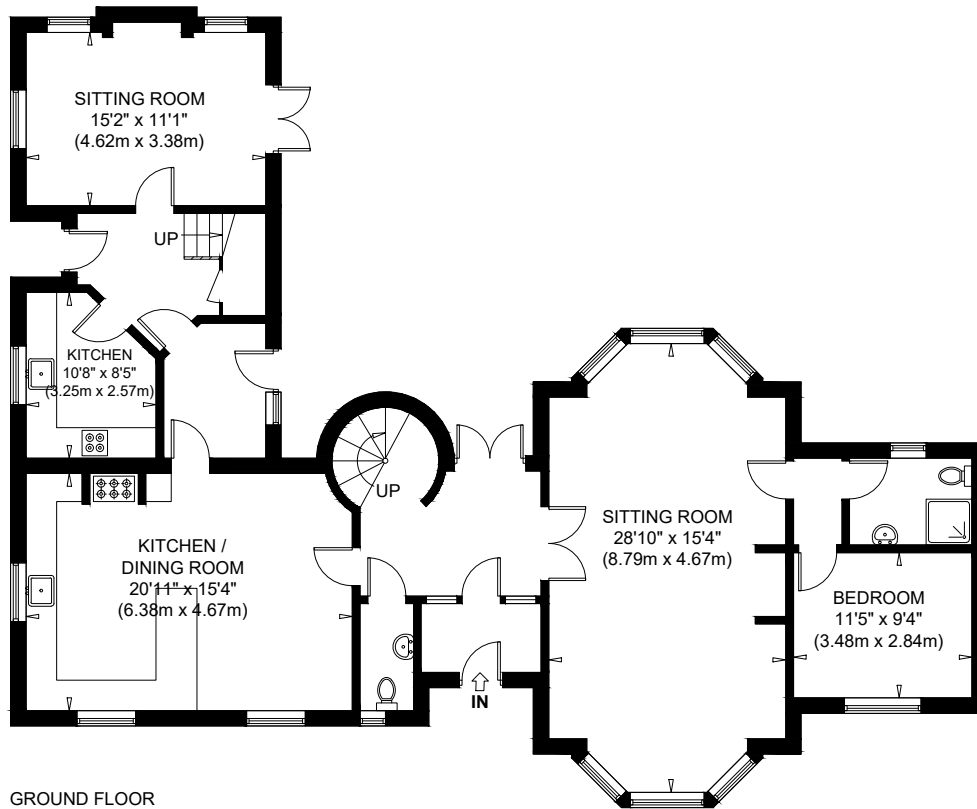 SITTING ROOM
15'2" x 11'1"
(4.62m x 3.38m)
UP
KITCHEN
10'8" x 8'5"
(3.25m x 2.57m)
UP
KITCHEN /
DINING ROOM
20'11" x 15'4"
(6.38m x 4.67m)
SITTING ROOM
28'10" x 15'4"
(8.79m x 4.67m)
BEDROOM
11'5" x 9'4"
(3.48m x 2.84m)
IN
GROUND FLOOR